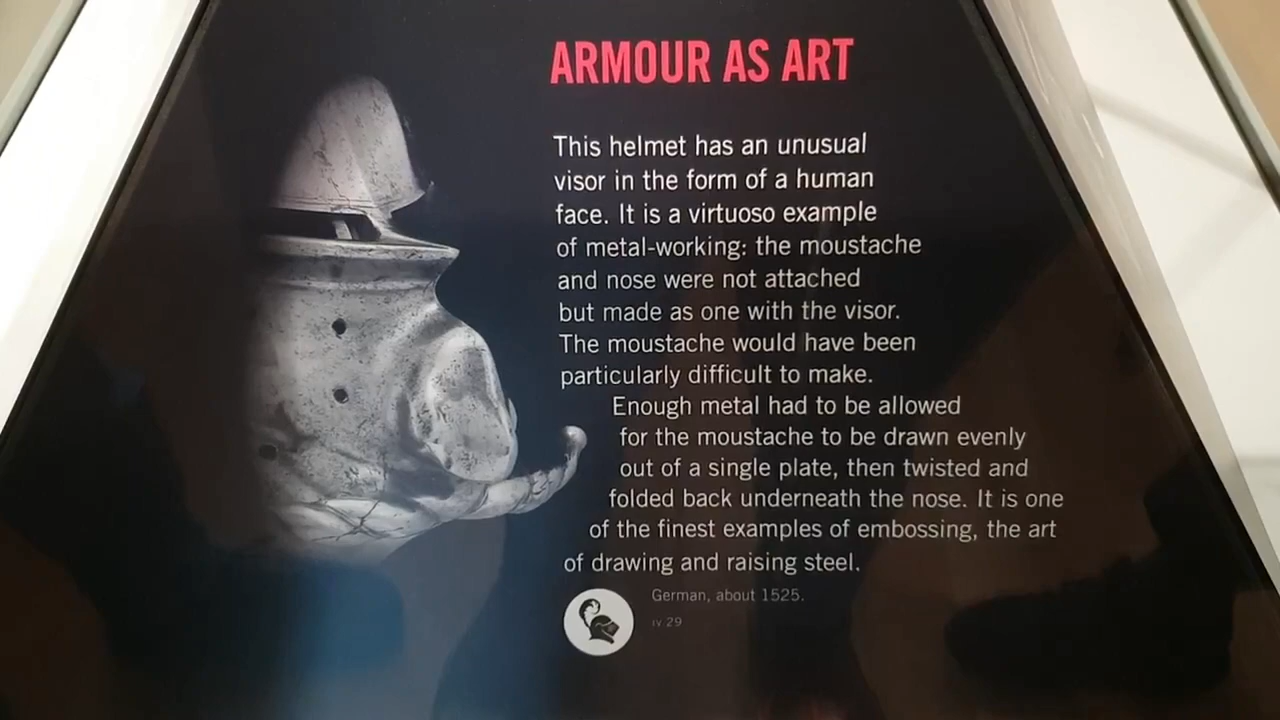 ARMOUR AS ART
This helmet has an unusual
visor in the form of a human
face. It is a virtuoso example
of metal-working: the moustache
and nose were not attached
but made as one with the visor.
The moustache would have been
particularly difficult to make.
Enough metal had to be allowed
for the moustache to be drawn evenly
out of a single plate, then twisted and
folded back underneath the nose. It is one
of the finest examples of embossing, the art
of drawing and raising steel.
German, about 1525.
IV 29